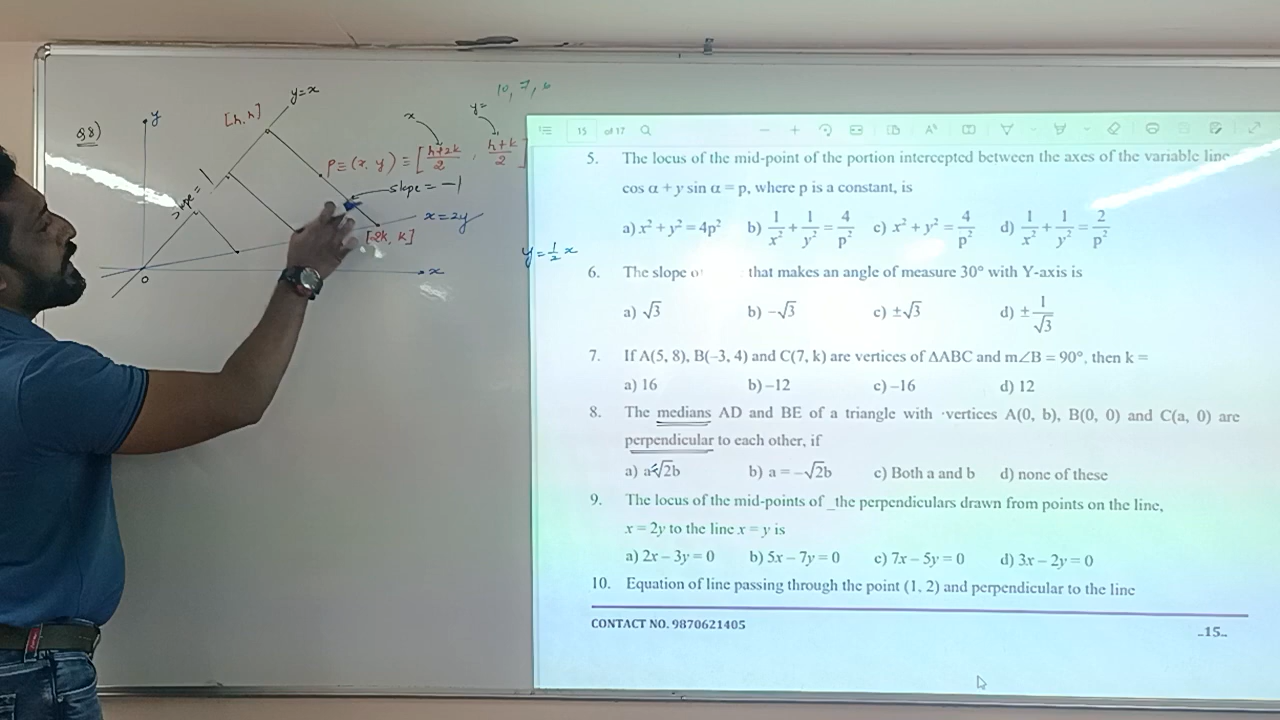 10, 7, 6
Q8)
y
[h, h]
y=x
x
y=
P≡(x, y) ≡ [h+2k/2 , h+k/2]
slope = 1
slope = -1
x=2y
[2k, k]
y=1/2 x
x
0
15 of 17
5. The locus of the mid-point of the portion intercepted between the axes of the variable line
cos α + y sin α = p, where p is a constant, is
a) x² + y² = 4p² b) 1/x² + 1/y² = 4/p² c) x² + y² = 4/p² d) 1/x² + 1/y² = 2/p²
6. The slope o that makes an angle of measure 30° with Y-axis is
a) √3 b) −√3 c) ±√3 d) ± 1/√3
7. If A(5, 8), B(−3, 4) and C(7, k) are vertices of ΔABC and m∠B = 90°, then k =
a) 16 b) −12 c) −16 d) 12
8. The medians AD and BE of a triangle with vertices A(0, b), B(0, 0) and C(a, 0) are
perpendicular to each other, if
a) a=√2b b) a = −√2b c) Both a and b d) none of these
9. The locus of the mid-points of _the perpendiculars drawn from points on the line,
x = 2y to the line x = y is
a) 2x − 3y = 0 b) 5x − 7y = 0 c) 7x − 5y = 0 d) 3x − 2y = 0
10. Equation of line passing through the point (1, 2) and perpendicular to the line
CONTACT NO. 9870621405
..15..